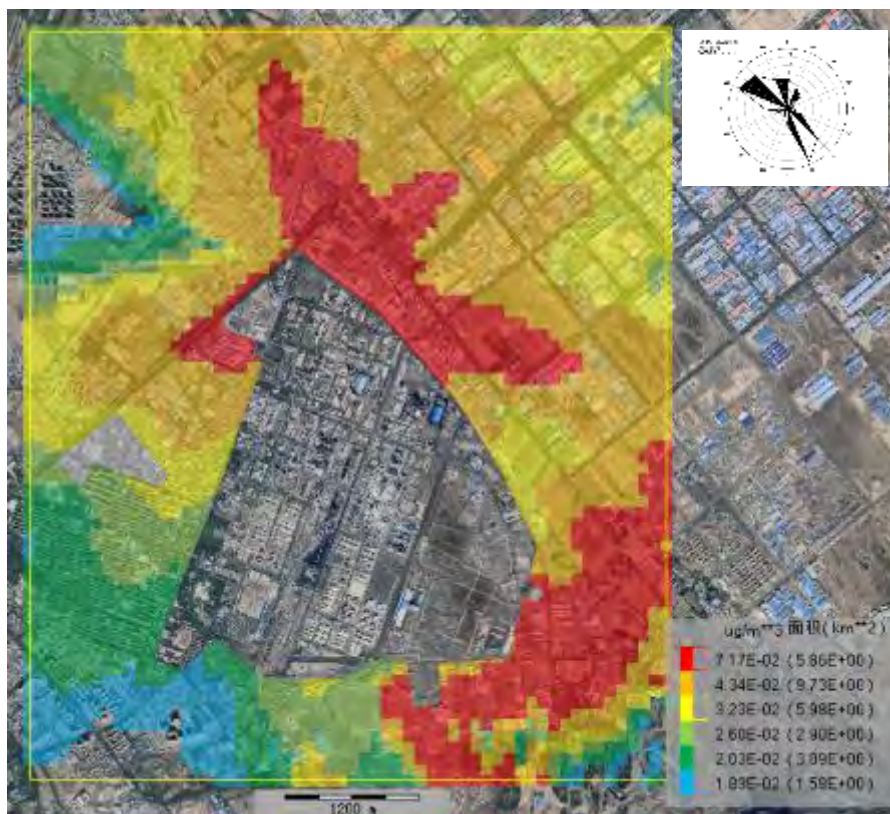 ug/m**3 面积(km**2)
7.17E-02 (5.86E+00)
4.34E-02 (9.73E+00)
3.23E-02 (5.98E+00)
2.60E-02 (2.90E+00)
2.03E-02 (3.89E+00)
1.83E-02 (1.58E+00)
1200